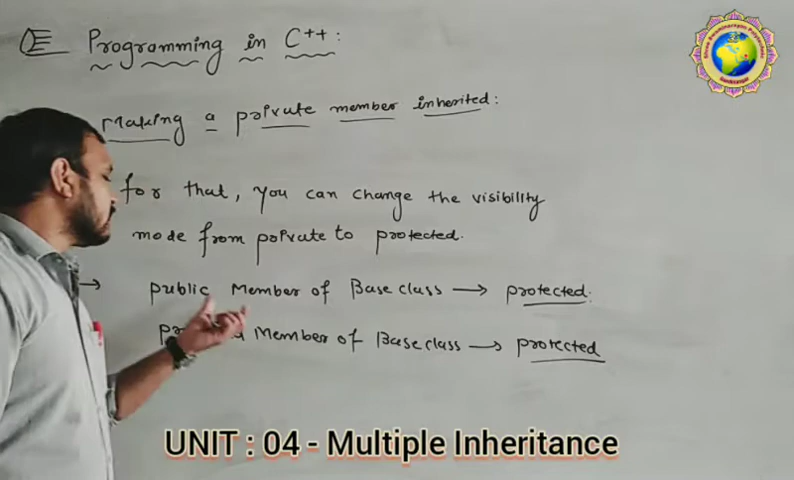 Programming in C++:
Making a private member inherited:
for that, you can change the visibility
mode from private to protected.
→ public Member of Base class → protected.
Member of Base class → protected
UNIT : 04 - Multiple Inheritance